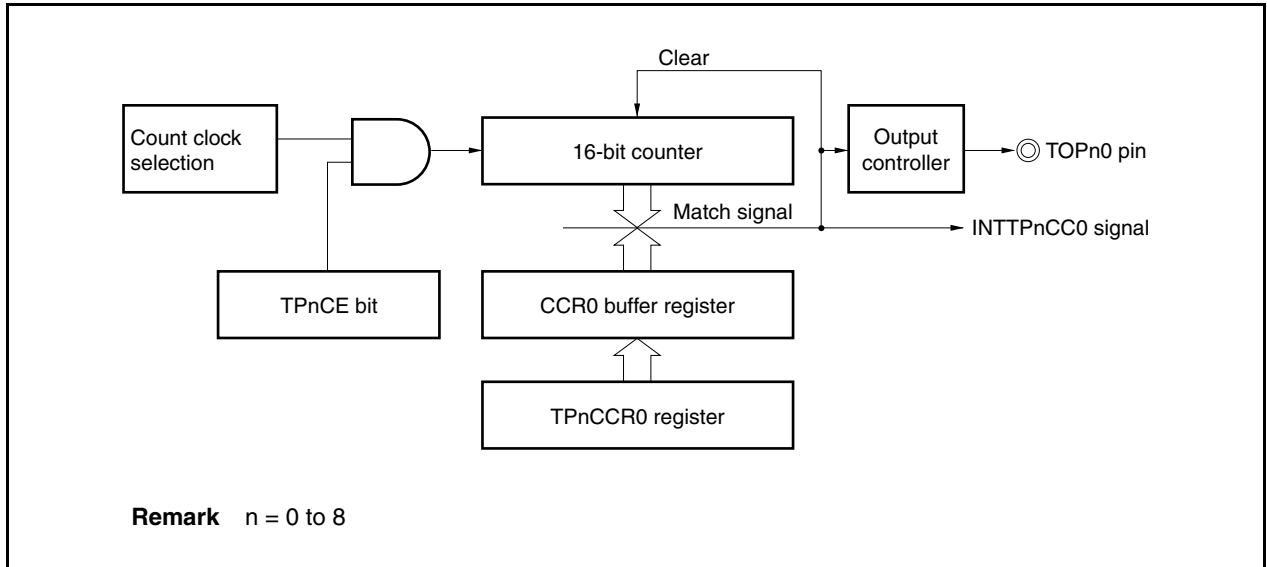 Clear
Count clock
selection
16-bit counter
Output
controller
TOPn0 pin
Match signal
INTTPnCC0 signal
TPnCE bit
CCR0 buffer register
TPnCCR0 register
Remark n = 0 to 8